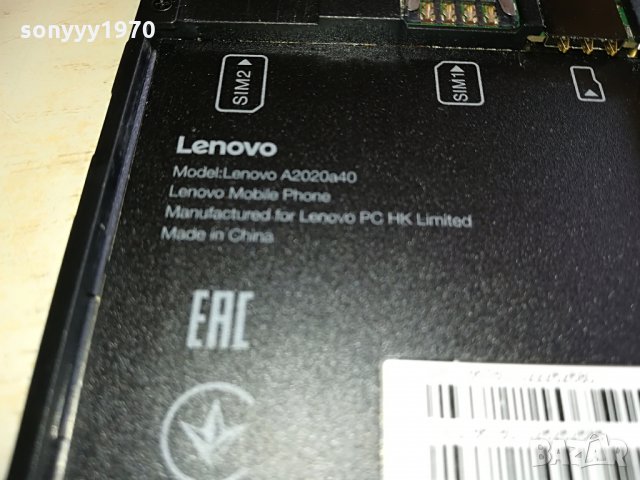 sonyyy1970
SIM2
SIM1
Lenovo
Model:Lenovo A2020a40
Lenovo Mobile Phone
Manufactured for Lenovo PC HK Limited
Made in China
EAC
BAZAR